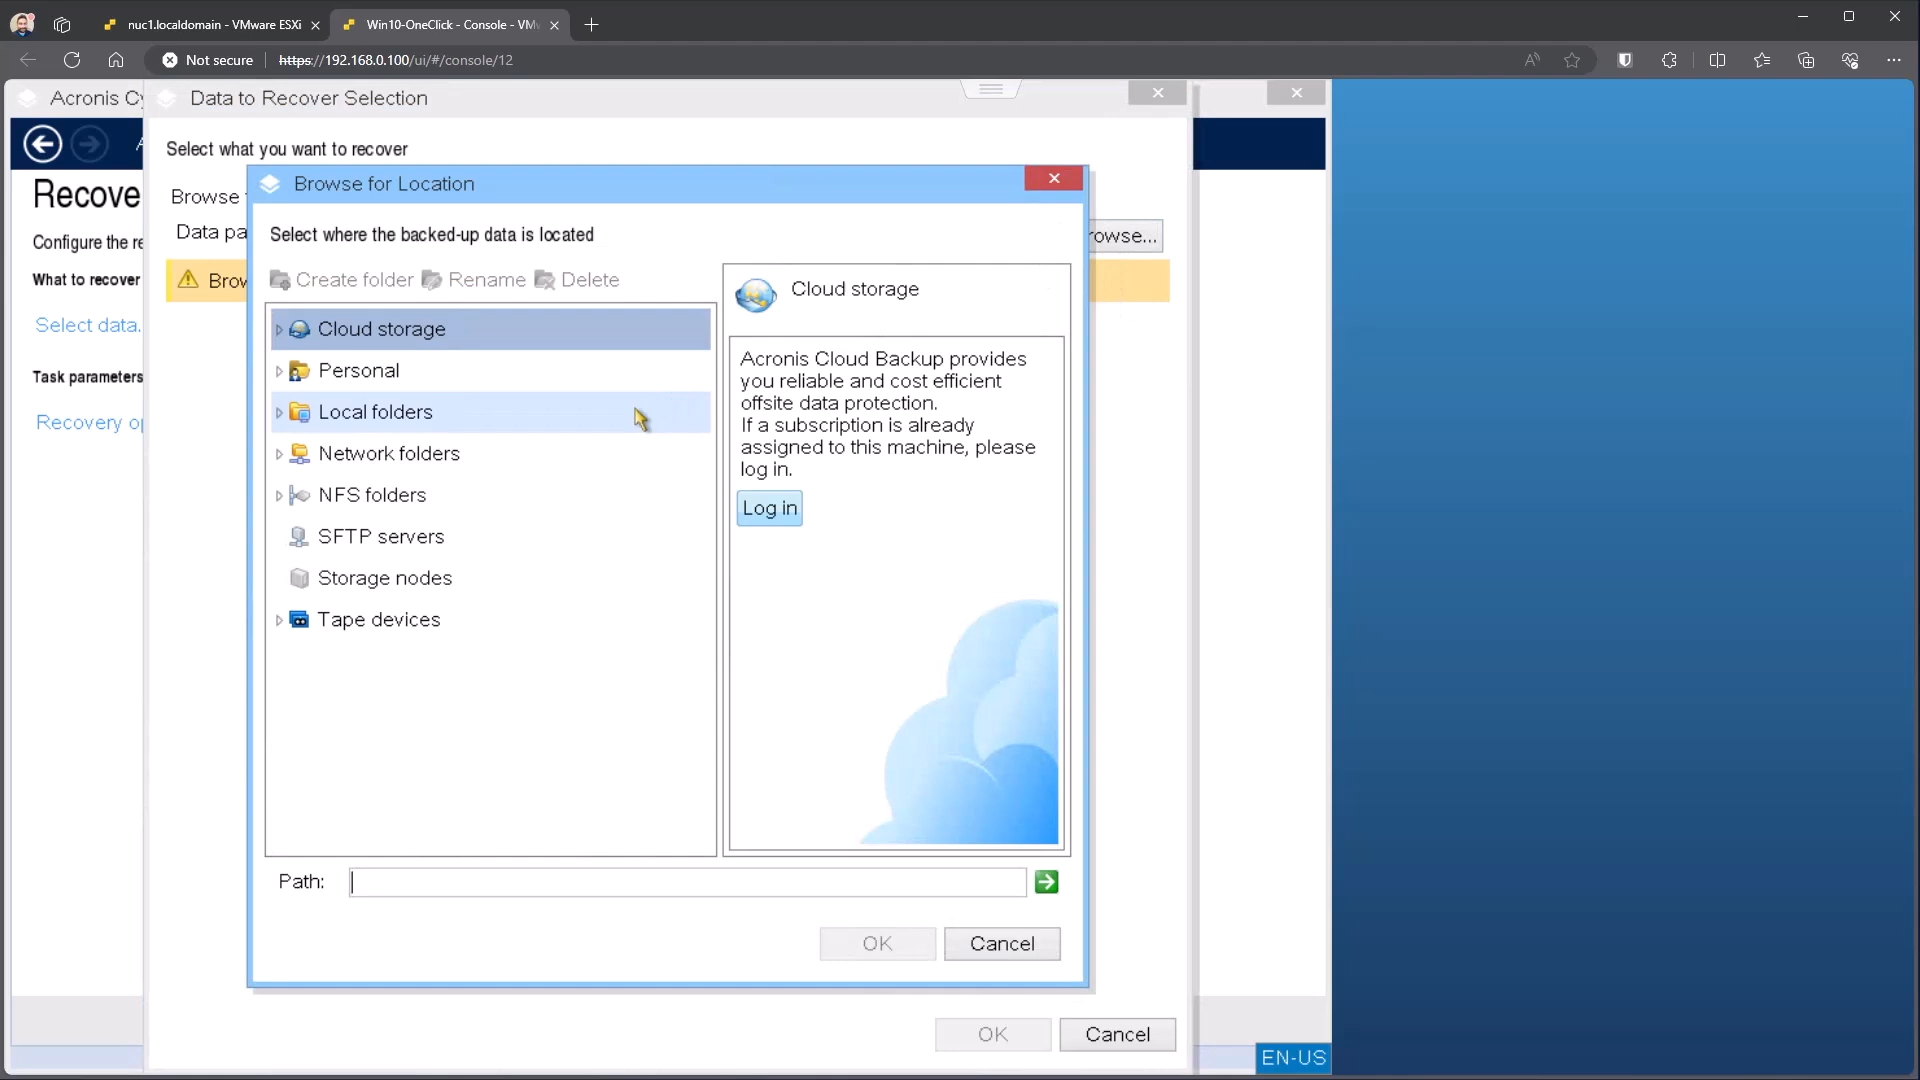 nuc1.localdomain - VMware ESXi
Win10-OneClick - Console - VM
Not secure
https://192.168.0.100/ui/#/console/12
Acronis Cy
Data to Recover Selection
Select what you want to recover
Recove
Browse
Configure the re
Data pa
rowse...
What to recover
Brow
Select data.
Task parameters
Recovery op
Browse for Location
Select where the backed-up data is located
Create folder
Rename
Delete
Cloud storage
Personal
Local folders
Network folders
NFS folders
SFTP servers
Storage nodes
Tape devices
Cloud storage
Acronis Cloud Backup provides
you reliable and cost efficient
offsite data protection.
If a subscription is already
assigned to this machine, please
log in.
Log in
Path:
OK
Cancel
OK
Cancel
EN-US